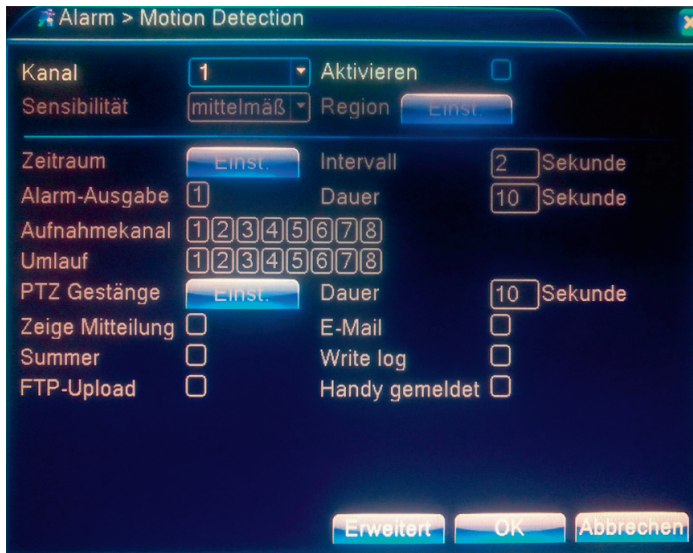 Alarm > Motion Detection
Kanal 1 Aktivieren
Sensibilität mittelmäß Region Einst.
Zeitraum Einst. Intervall 2 Sekunde
Alarm-Ausgabe 1 Dauer 10 Sekunde
Aufnahmekanal 1 2 3 4 5 6 7 8
Umlauf 1 2 3 4 5 6 7 8
PTZ Gestänge Einst. Dauer 10 Sekunde
Zeige Mitteilung E-Mail
Summer Write log
FTP-Upload Handy gemeldet
Erweitert OK Abbrechen